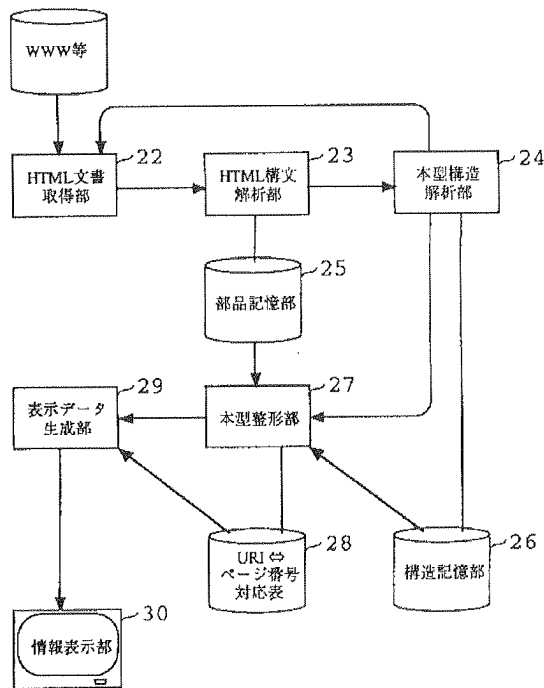 WWW等
22
HTML文書
取得部
23
HTML構文
解析部
24
本型構造
解析部
25
部品記憶部
29
表示データ
生成部
27
本型整形部
28
URI⇔
ページ番号
対応表
26
構造記憶部
30
情報表示部